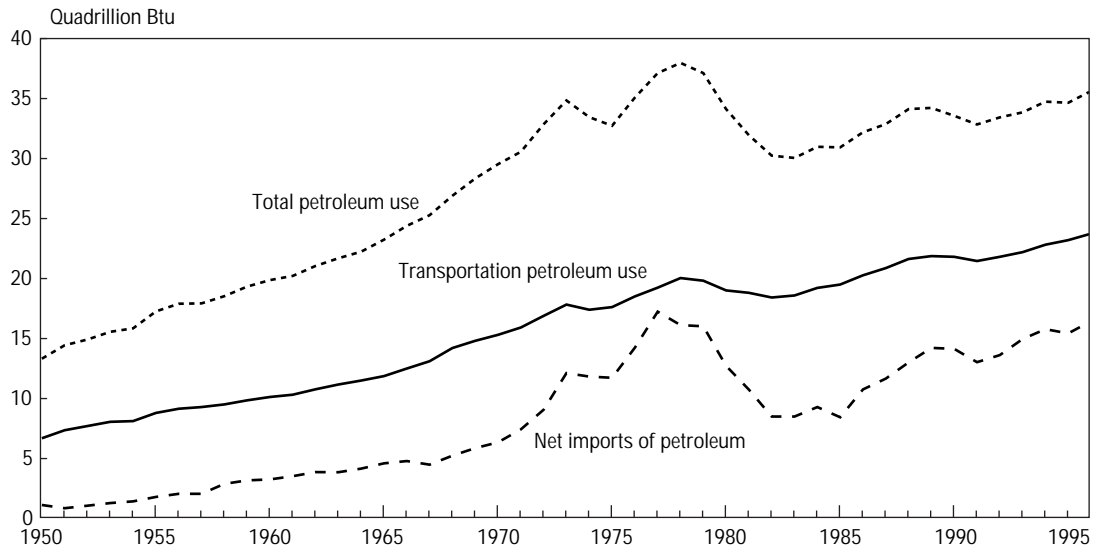 Quadrillion Btu
40
35
30
25
20
15
10
5
0
Total petroleum use
Transportation petroleum use
Net imports of petroleum
1950 1955 1960 1965 1970 1975 1980 1985 1990 1995